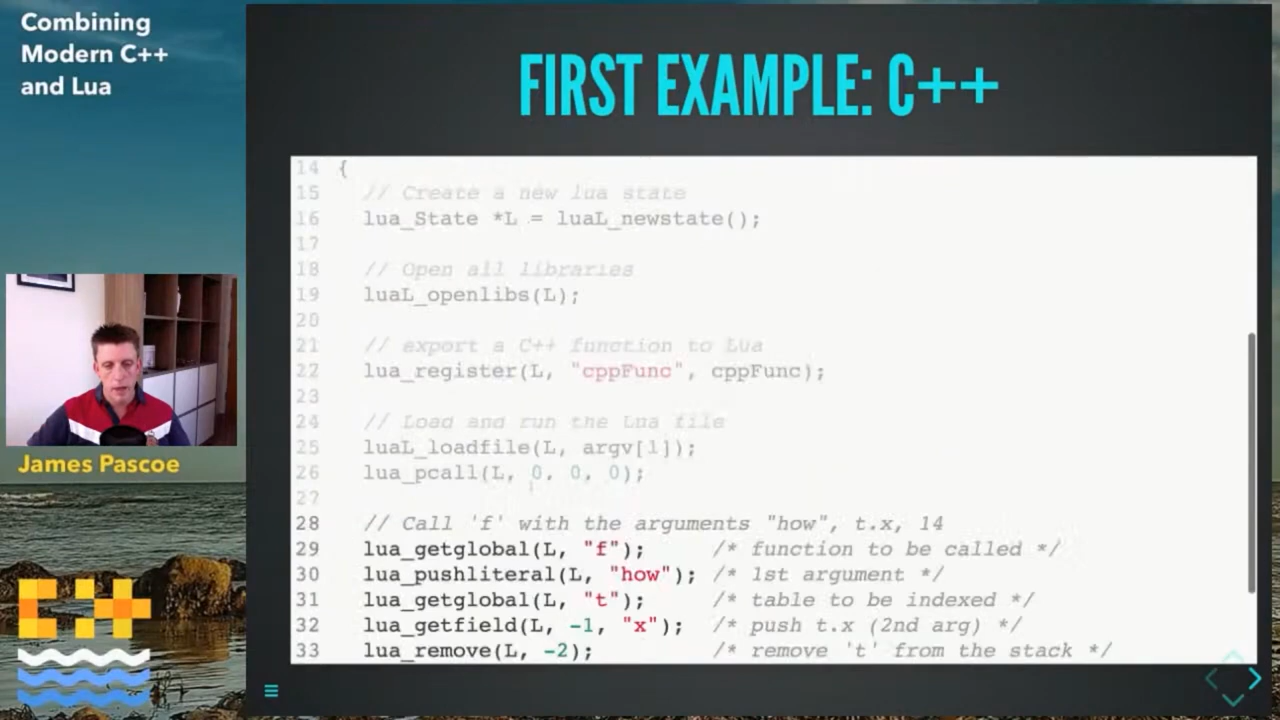 Combining
Modern C++
and Lua
FIRST EXAMPLE: C++
14 {
15 // Create a new lua state
16 lua_State *L = luaL_newstate();
17
18 // Open all libraries
19 luaL_openlibs(L);
20
21 // export a C++ function to Lua
22 lua_register(L, "cppFunc", cppFunc);
23
24 // Load and run the Lua file
25 luaL_loadfile(L, argv[1]);
26 lua_pcall(L, 0, 0, 0);
27
28 // Call 'f' with the arguments "how", t.x, 14
29 lua_getglobal(L, "f"); /* function to be called */
30 lua_pushliteral(L, "how"); /* 1st argument */
31 lua_getglobal(L, "t"); /* table to be indexed */
32 lua_getfield(L, -1, "x"); /* push t.x (2nd arg) */
33 lua_remove(L, -2); /* remove 't' from the stack */
James Pascoe
C++